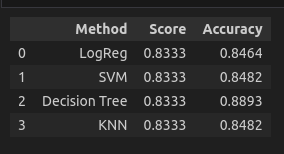 Method Score Accuracy
0 LogReg 0.8333 0.8464
1 SVM 0.8333 0.8482
2 Decision Tree 0.8333 0.8893
3 KNN 0.8333 0.8482